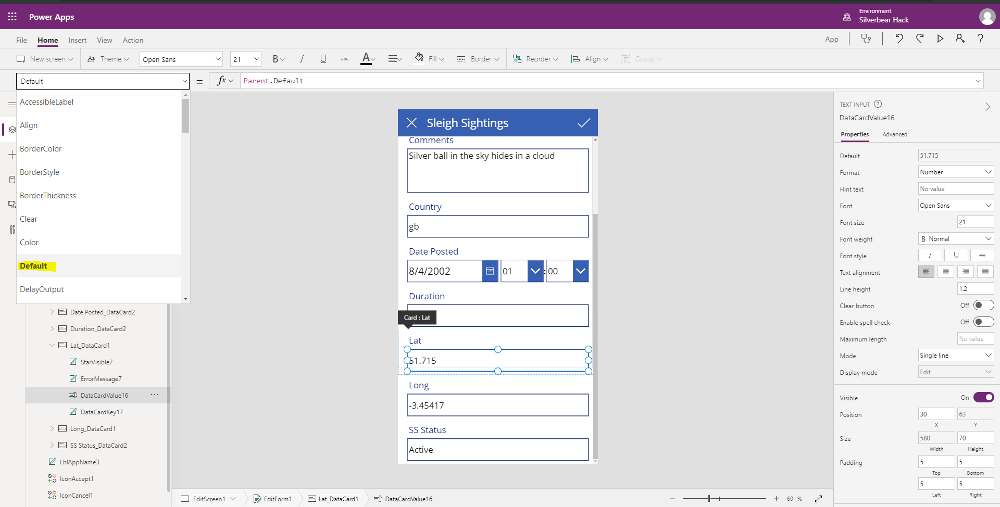 Power Apps
Environment
Silverbear Hack
File Home Insert View Action
App
New screen
Theme
Open Sans
21
B
/
U
abc
A
Fill
Border
Reorder
Align
Group
Default
=
fx
Parent.Default
AccessibleLabel
Align
BorderColor
BorderStyle
BorderThickness
Clear
Color
Default
DelayOutput
Date Posted_DataCard2
Duration_DataCard2
Lat_DataCard1
StarVisible7
ErrorMessage7
DataCardValue16 ...
DataCardKey17
Long_DataCard1
SS Status_DataCard2
LblAppName3
IconAccept1
IconCancel1
Sleigh Sightings
Comments
Silver ball in the sky hides in a cloud
Country
gb
Date Posted
8/4/2002 01 : 00
Duration
Card : Lat
Lat
51.715
Long
-3.45417
SS Status
Active
EditScreen1 EditForm1 Lat_DataCard1 DataCardValue16
60 %
TEXT INPUT
DataCardValue16
Properties Advanced
Default 51.715
Format Number
Hint text No value
Font Open Sans
Font size 21
Font weight B Normal
Font style / U abc
Text alignment
Line height 1.2
Clear button Off
Enable spell check Off
Maximum length No value
Mode Single line
Display mode Edit
Visible On
Position 30 63
X Y
Size 580 70
Width Height
Padding 5 5
Top Bottom
5 5
Left Right